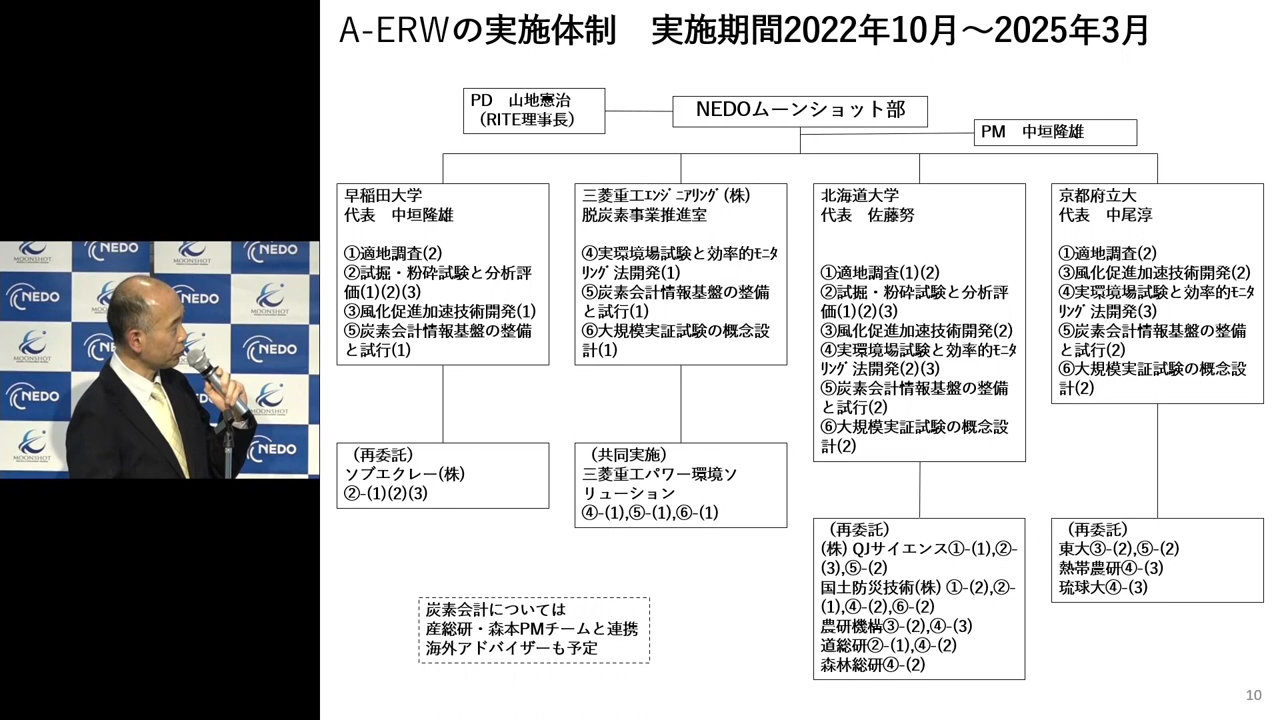 A-ERWの実施体制　実施期間2022年10月～2025年3月
PD　山地憲治
（RITE理事長）
NEDOムーンショット部
PM　中垣隆雄
早稲田大学
代表　中垣隆雄
①適地調査(2)
②試掘・粉砕試験と分析評
価(1)(2)(3)
③風化促進加速技術開発(1)
⑤炭素会計情報基盤の整備
と試行(1)
三菱重工ｴﾝｼﾞﾆｱﾘﾝｸﾞ(株)
脱炭素事業推進室
④実環境場試験と効率的ﾓﾆﾀ
ﾘﾝｸﾞ法開発(1)
⑤炭素会計情報基盤の整備
と試行(1)
⑥大規模実証試験の概念設
計(1)
北海道大学
代表　佐藤努
①適地調査(1)(2)
②試掘・粉砕試験と分析評
価(1)(2)(3)
③風化促進加速技術開発(2)
④実環境場試験と効率的ﾓﾆﾀ
ﾘﾝｸﾞ法開発(2)(3)
⑤炭素会計情報基盤の整備
と試行(2)
⑥大規模実証試験の概念設
計(2)
京都府立大
代表　中尾淳
①適地調査(2)
③風化促進加速技術開発(2)
④実環境場試験と効率的ﾓﾆﾀ
ﾘﾝｸﾞ法開発(3)
⑤炭素会計情報基盤の整備
と試行(2)
⑥大規模実証試験の概念設
計(2)
（再委託）
ソブエクレー(株)
②-(1)(2)(3)
（共同実施）
三菱重工パワー環境ソ
リューション
④-(1),⑤-(1),⑥-(1)
（再委託）
(株) QJサイエンス①-(1),②-
(3),⑤-(2)
国土防災技術(株) ①-(2),②-
(1),④-(2),⑥-(2)
農研機構③-(2),④-(3)
道総研②-(1),④-(2)
森林総研④-(2)
（再委託）
東大③-(2),⑤-(2)
熱帯農研④-(3)
琉球大④-(3)
炭素会計については
産総研・森本PMチームと連携
海外アドバイザーも予定
10
MOONSHOT
NEDO
MOONSHOT
NEDO
NEDO
MOONSHOT
MOONSHOT
NEDO
NEDO
MOONSHOT
MOONSHOT
NEDO